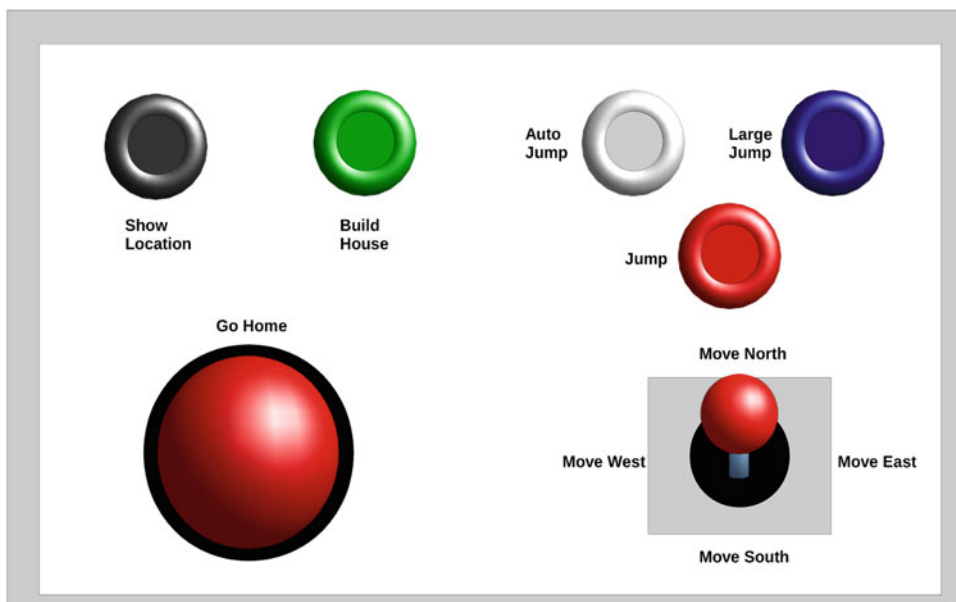 Auto
Jump
Large
Jump
Show
Location
Build
House
Jump
Go Home
Move North
Move West
Move East
Move South